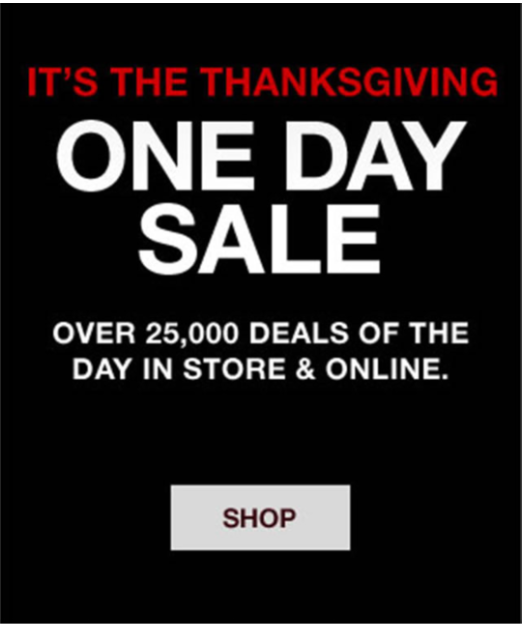 IT'S THE THANKSGIVING
ONE DAY
SALE
OVER 25,000 DEALS OF THE
DAY IN STORE & ONLINE.
SHOP